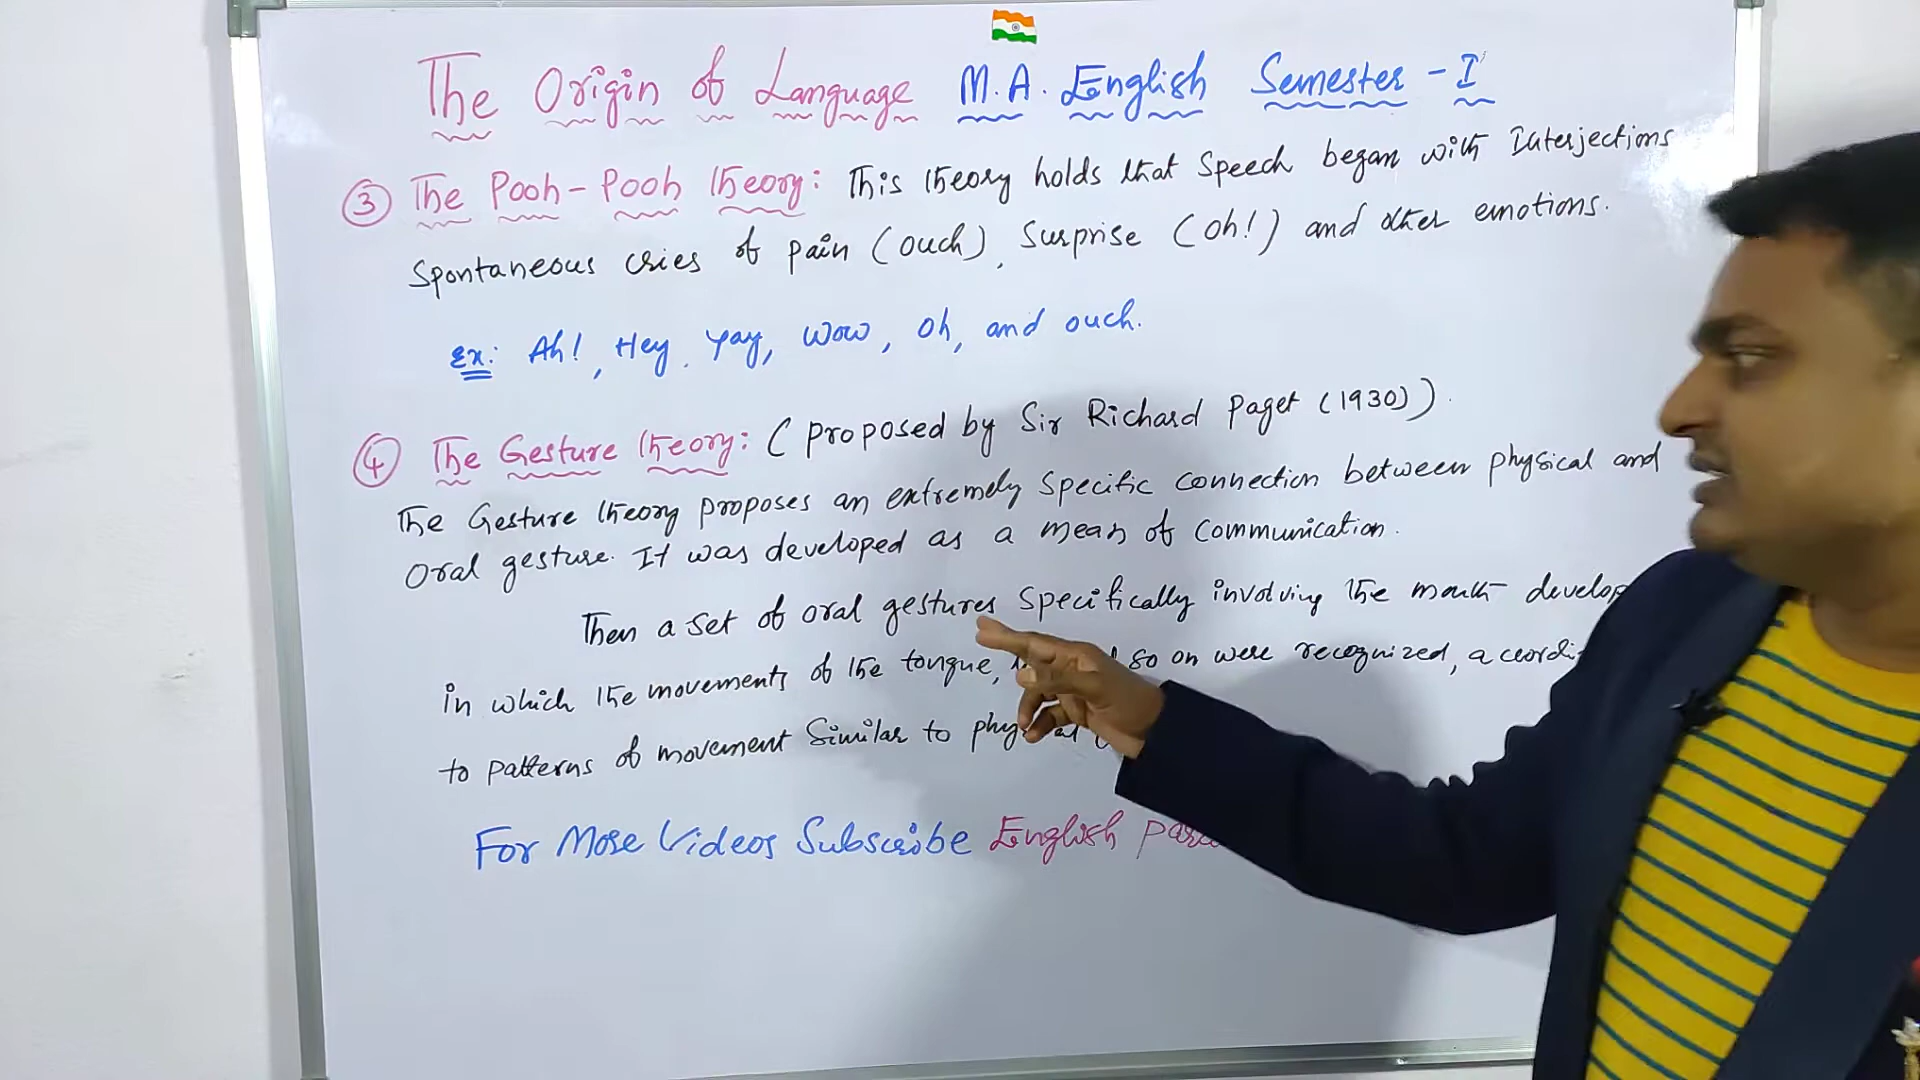 The Origin of Language M.A. English Semester - I
③ The Pooh-Pooh theory: This theory holds that Speech began with Interjections
Spontaneous cries of pain (ouch), Surprise (oh!) and other emotions.
Ex: Ah!, Hey, Yay, Wow, Oh, and ouch.
④ The Gesture theory: (proposed by Sir Richard Paget (1930)).
The Gesture theory proposes an extremely specific connection between physical and
Oral gesture. It was developed as a mean of Communication.
Then a set of oral gestures specifically involving the mouth
in which the movements of the tongue, so on were recognized,
to patterns of movement Similar to
For More Videos Subscribe English